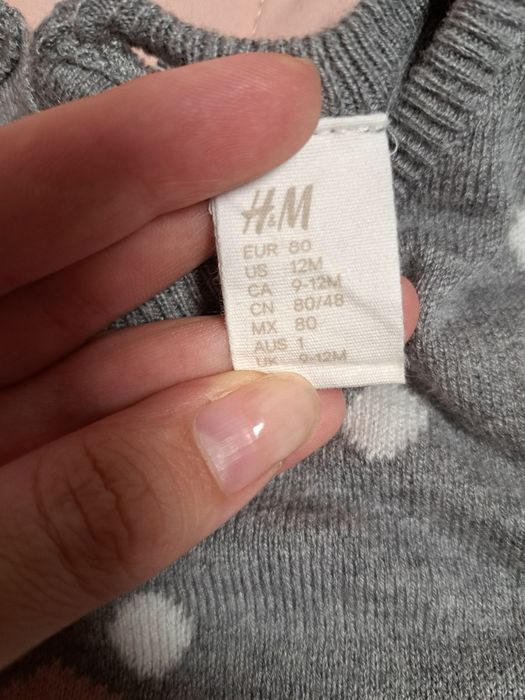 H&M
EUR 80
US 12M
CA 9-12M
CN 80/48
MX 80
AUS 1
UK 9-12M